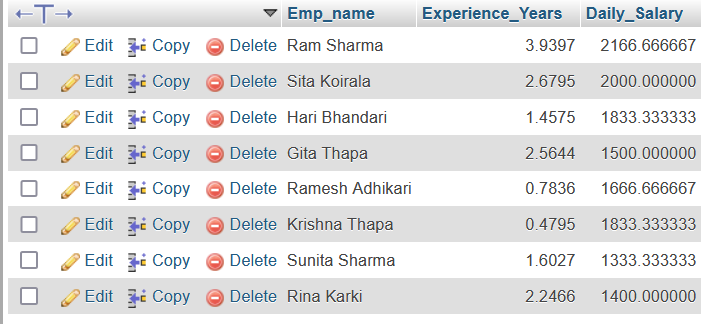 Emp_name Experience_Years Daily_Salary
Edit Copy Delete Ram Sharma 3.9397 2166.666667
Edit Copy Delete Sita Koirala 2.6795 2000.000000
Edit Copy Delete Hari Bhandari 1.4575 1833.333333
Edit Copy Delete Gita Thapa 2.5644 1500.000000
Edit Copy Delete Ramesh Adhikari 0.7836 1666.666667
Edit Copy Delete Krishna Thapa 0.4795 1833.333333
Edit Copy Delete Sunita Sharma 1.6027 1333.333333
Edit Copy Delete Rina Karki 2.2466 1400.000000